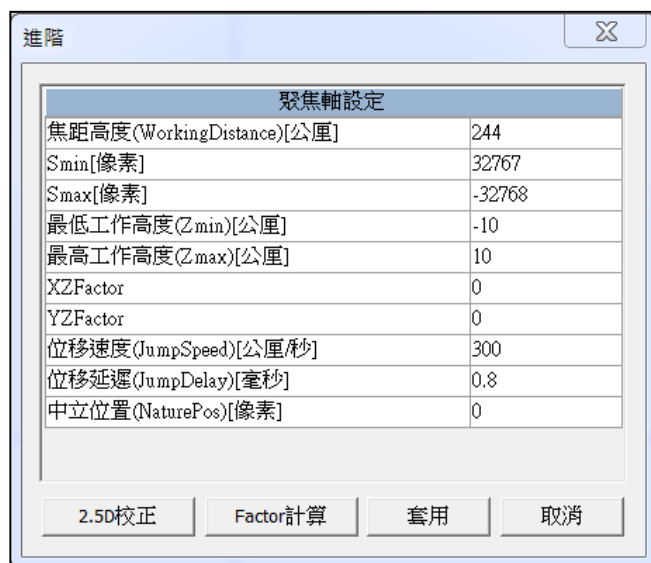 進階
聚焦軸設定
焦距高度(WorkingDistance)[公厘] 244
Smin[像素] 32767
Smax[像素] -32768
最低工作高度(Zmin)[公厘] -10
最高工作高度(Zmax)[公厘] 10
XZFactor 0
YZFactor 0
位移速度(JumpSpeed)[公厘/秒] 300
位移延遲(JumpDelay)[毫秒] 0.8
中立位置(NaturePos)[像素] 0
2.5D校正 Factor計算 套用 取消